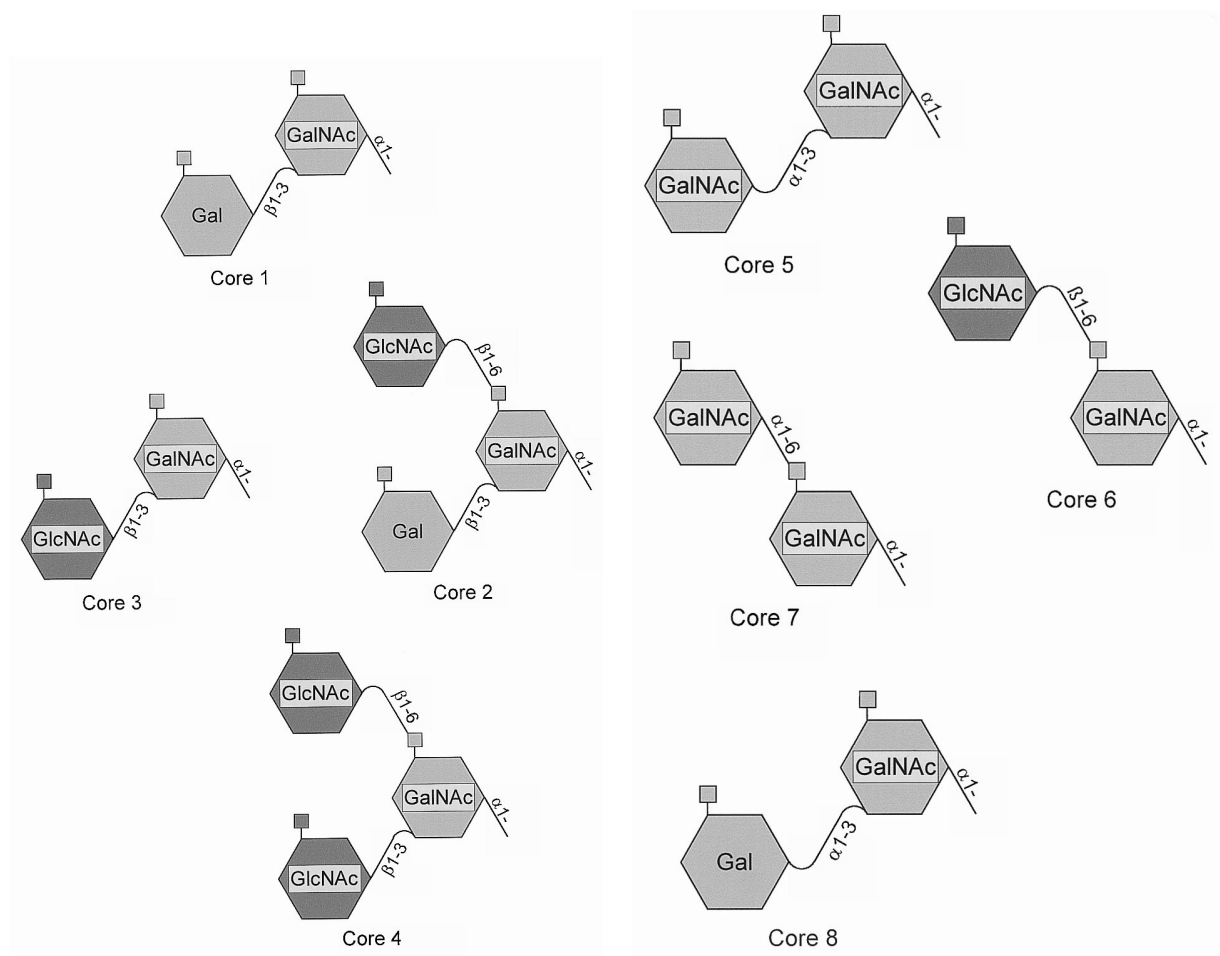 GalNAc
α1-
β1-3
Gal
Core 1
GlcNAc
β1-6
GalNAc
α1-
β1-3
Gal
Core 2
GalNAc
α1-
β1-3
GlcNAc
Core 3
GlcNAc
β1-6
GalNAc
α1-
β1-3
GlcNAc
Core 4
GalNAc
α1-
α1-3
GalNAc
Core 5
GlcNAc
ß1-6
GalNAc
α1-
Core 6
GalNAc
α1-6
GalNAc
α1-
Core 7
GalNAc
α1-
α1-3
Gal
Core 8